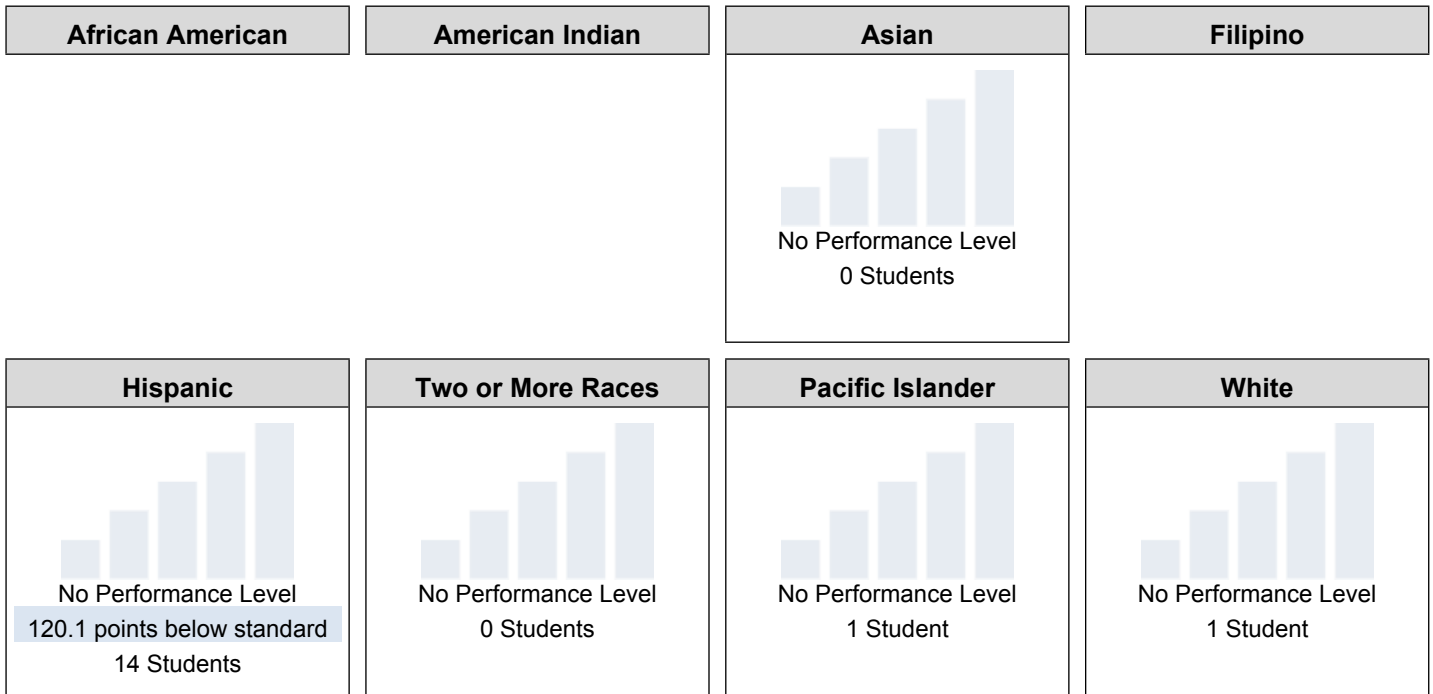 African American
American Indian
Asian
Filipino
No Performance Level
0 Students
Hispanic
Two or More Races
Pacific Islander
White
No Performance Level
120.1 points below standard
14 Students
No Performance Level
0 Students
No Performance Level
1 Student
No Performance Level
1 Student